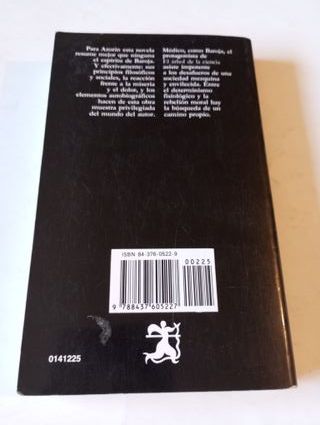 Para Azorín esta novela
resume mejor que ninguna
el espíritu de Baroja.
Y efectivamente: sus
principios filosóficos
y sociales, la reacción
frente a la miseria
y el dolor, y los
elementos autobiográficos
hacen de esta obra
muestra privilegiada
del mundo del autor.
Médico, como Baroja, el
protagonista de
El árbol de la ciencia
asiste impotente
a los desafueros de una
sociedad mezquina
y envilecida. Entre
el determinismo
fisiológico y la
rebelión moral hay
la búsqueda de un
camino propio.
ISBN 84-376-0522-9
00225
9 788437 605227
0141225